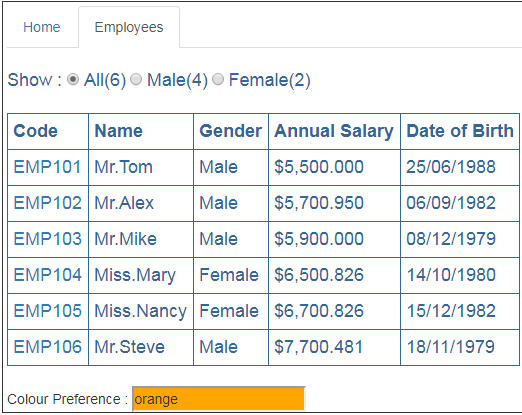 Home Employees
Show : All(6) Male(4) Female(2)
Code Name Gender Annual Salary Date of Birth
EMP101 Mr.Tom Male $5,500.000 25/06/1988
EMP102 Mr.Alex Male $5,700.950 06/09/1982
EMP103 Mr.Mike Male $5,900.000 08/12/1979
EMP104 Miss.Mary Female $6,500.826 14/10/1980
EMP105 Miss.Nancy Female $6,700.826 15/12/1982
EMP106 Mr.Steve Male $7,700.481 18/11/1979
Colour Preference : orange